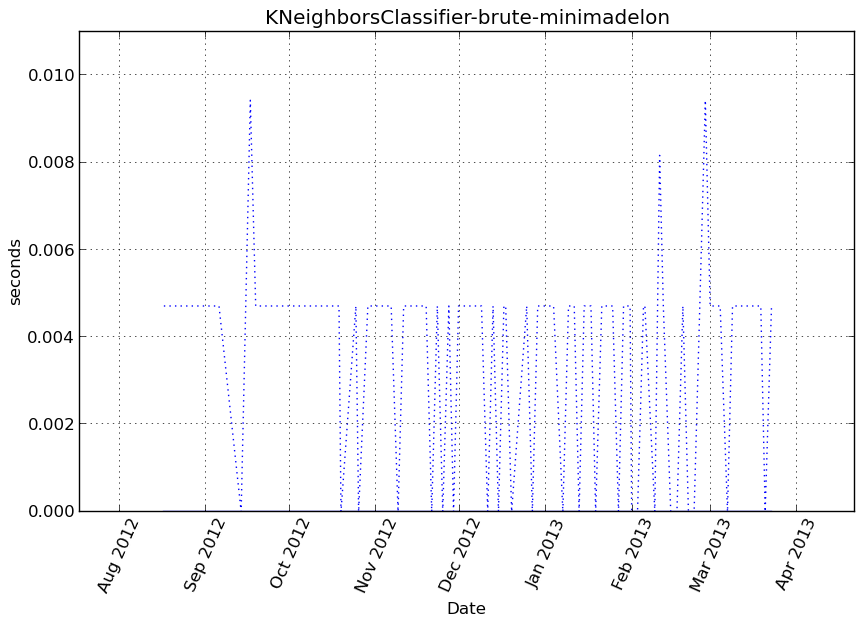 KNeighborsClassifier-brute-minimadelon
0.010
0.008
0.006
0.004
0.002
0.000
seconds
Aug 2012
Sep 2012
Oct 2012
Nov 2012
Dec 2012
Jan 2013
Feb 2013
Mar 2013
Apr 2013
Date